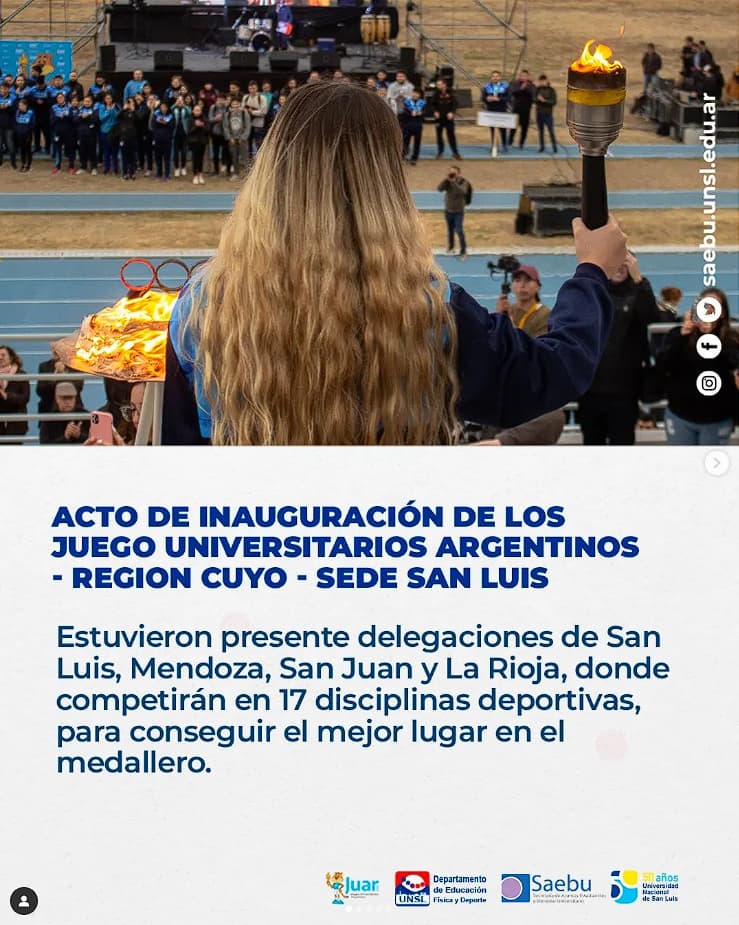 saebu.unsl.edu.ar
ACTO DE INAUGURACIÓN DE LOS
JUEGO UNIVERSITARIOS ARGENTINOS
- REGION CUYO - SEDE SAN LUIS
Estuvieron presente delegaciones de San
Luis, Mendoza, San Juan y La Rioja, donde
competirán en 17 disciplinas deportivas,
para conseguir el mejor lugar en el
medallero.
Juar
UNSL
Departamento
de Educación
Física y Deporte
Saebu
50 años
Universidad
Nacional
de San Luis